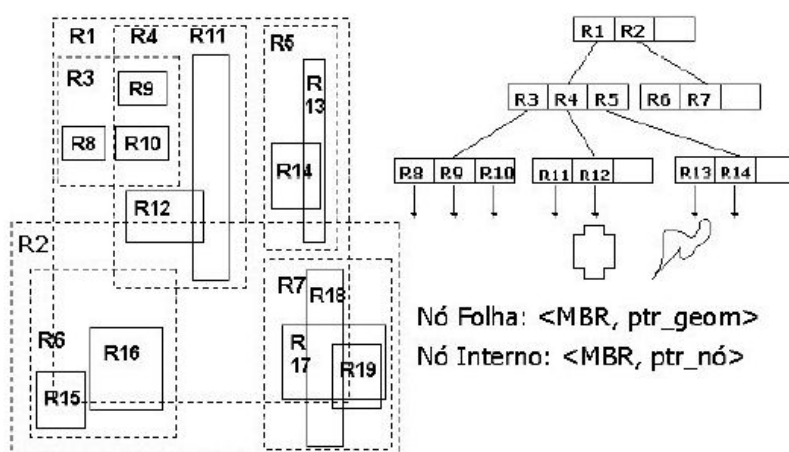 R1 R4 R11
R5
R3
R9
R13
R8 R10
R14
R12
R2
R7 R18
R6
R16
R17
R19
R15
R1 R2
R3 R4 R5 R6 R7
R8 R9 R10 R11 R12 R13 R14
Nó Folha: <MBR, ptr_geom>
Nó Interno: <MBR, ptr_nó>